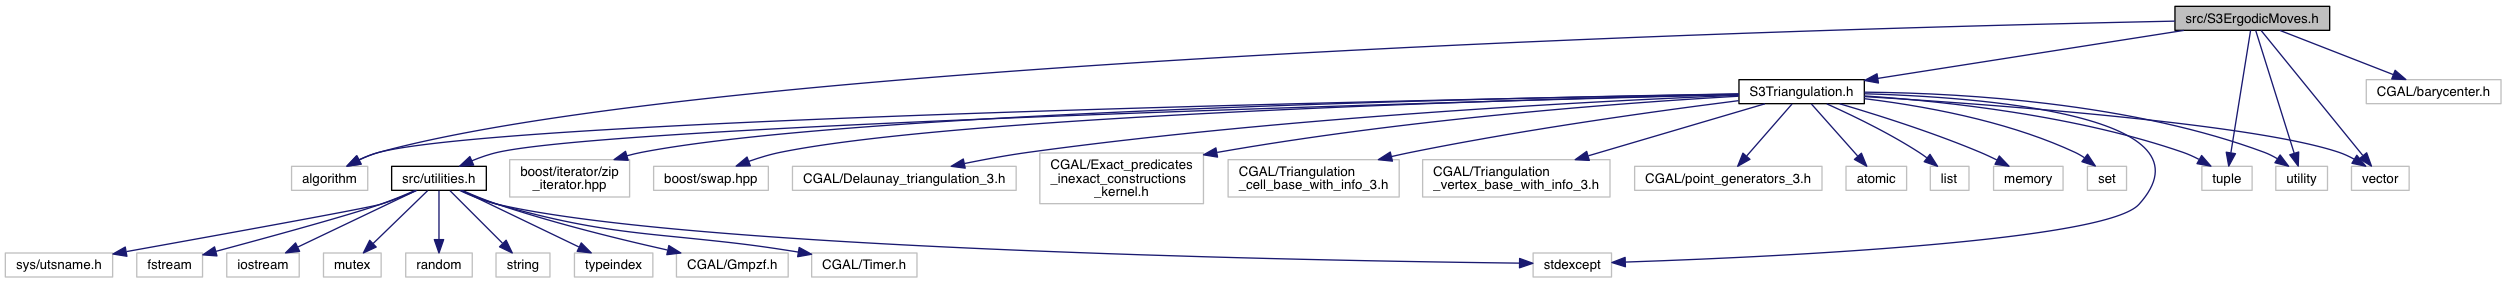 src/S3ErgodicMoves.h
S3Triangulation.h
CGAL/barycenter.h
algorithm
src/utilities.h
boost/iterator/zip
_iterator.hpp
boost/swap.hpp
CGAL/Delaunay_triangulation_3.h
CGAL/Exact_predicates
_inexact_constructions
_kernel.h
CGAL/Triangulation
_cell_base_with_info_3.h
CGAL/Triangulation
_vertex_base_with_info_3.h
CGAL/point_generators_3.h
atomic
list
memory
set
tuple
utility
vector
sys/utsname.h
fstream
iostream
mutex
random
string
typeindex
CGAL/Gmpzf.h
CGAL/Timer.h
stdexcept